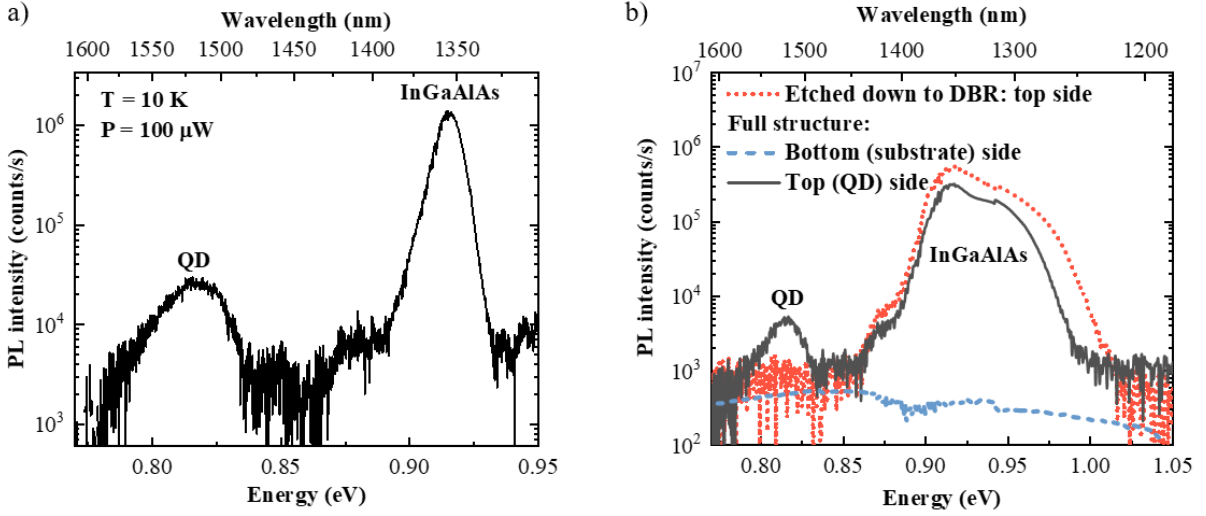 a)
Wavelength (nm)
1600 1550 1500 1450 1400 1350
T = 10 K
P = 100 μW
InGaAlAs
QD
PL intensity (counts/s)
10⁶
10⁵
10⁴
10³
0.80 0.85 0.90 0.95
Energy (eV)
b)
Wavelength (nm)
1600 1500 1400 1300 1200
Etched down to DBR: top side
Full structure:
Bottom (substrate) side
Top (QD) side
InGaAlAs
QD
PL intensity (counts/s)
10⁷
10⁶
10⁵
10⁴
10³
10²
0.80 0.85 0.90 0.95 1.00 1.05
Energy (eV)